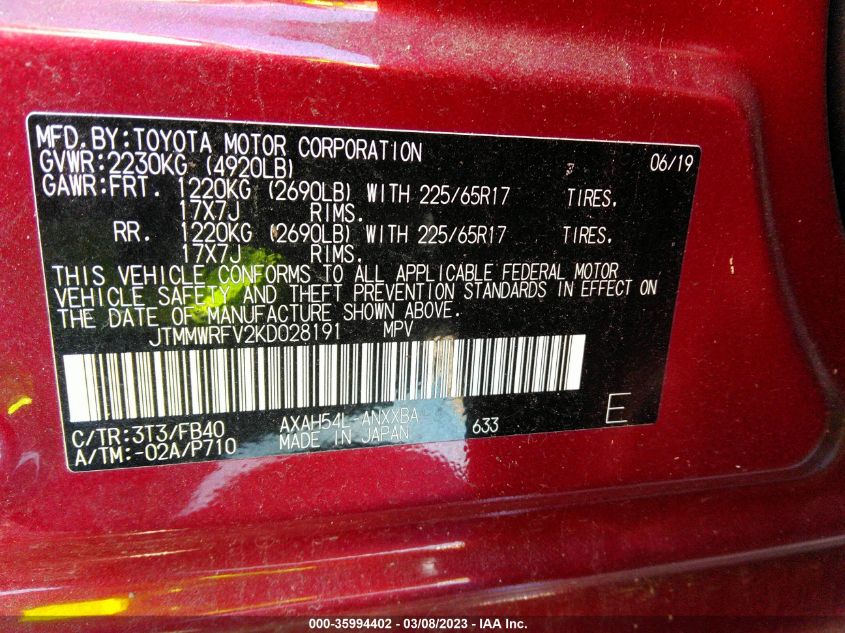 MFD.BY:TOYOTA MOTOR CORPORATION 06/19
GVWR:2230KG (4920LB)
GAWR:FRT. 1220KG (2690LB) WITH 225/65R17 TIRES.
17X7J RIMS.
RR. 1220KG (2690LB) WITH 225/65R17 TIRES.
17X7J RIMS.
THIS VEHICLE CONFORMS TO ALL APPLICABLE FEDERAL MOTOR
VEHICLE SAFETY AND THEFT PREVENTION STANDARDS IN EFFECT ON
THE DATE OF MANUFACTURE SHOWN ABOVE.
JTMMWRFV2KD028191 MPV
C/TR:3T3/FB40 AXAH54L-ANXXBA 633 E
A/TM:-02A/P710 MADE IN JAPAN
000-35994402 - 03/08/2023 - IAA Inc.